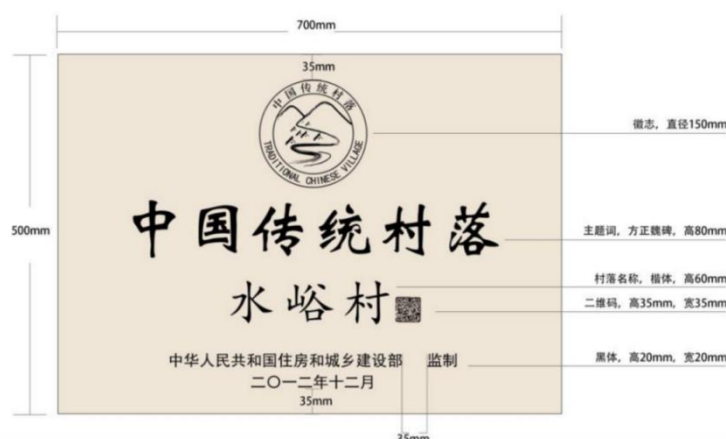 700mm
35mm
中国传统村落
TRADITIONAL CHINESE VILLAGE
徽志，直径150mm
500mm
中国传统村落
主题词，方正魏碑，高80mm
村落名称，楷体，高60mm
水峪村
二维码，高35mm，宽35mm
中华人民共和国住房和城乡建设部 监制
黑体，高20mm，宽20mm
二〇一二年十二月
35mm
35mm